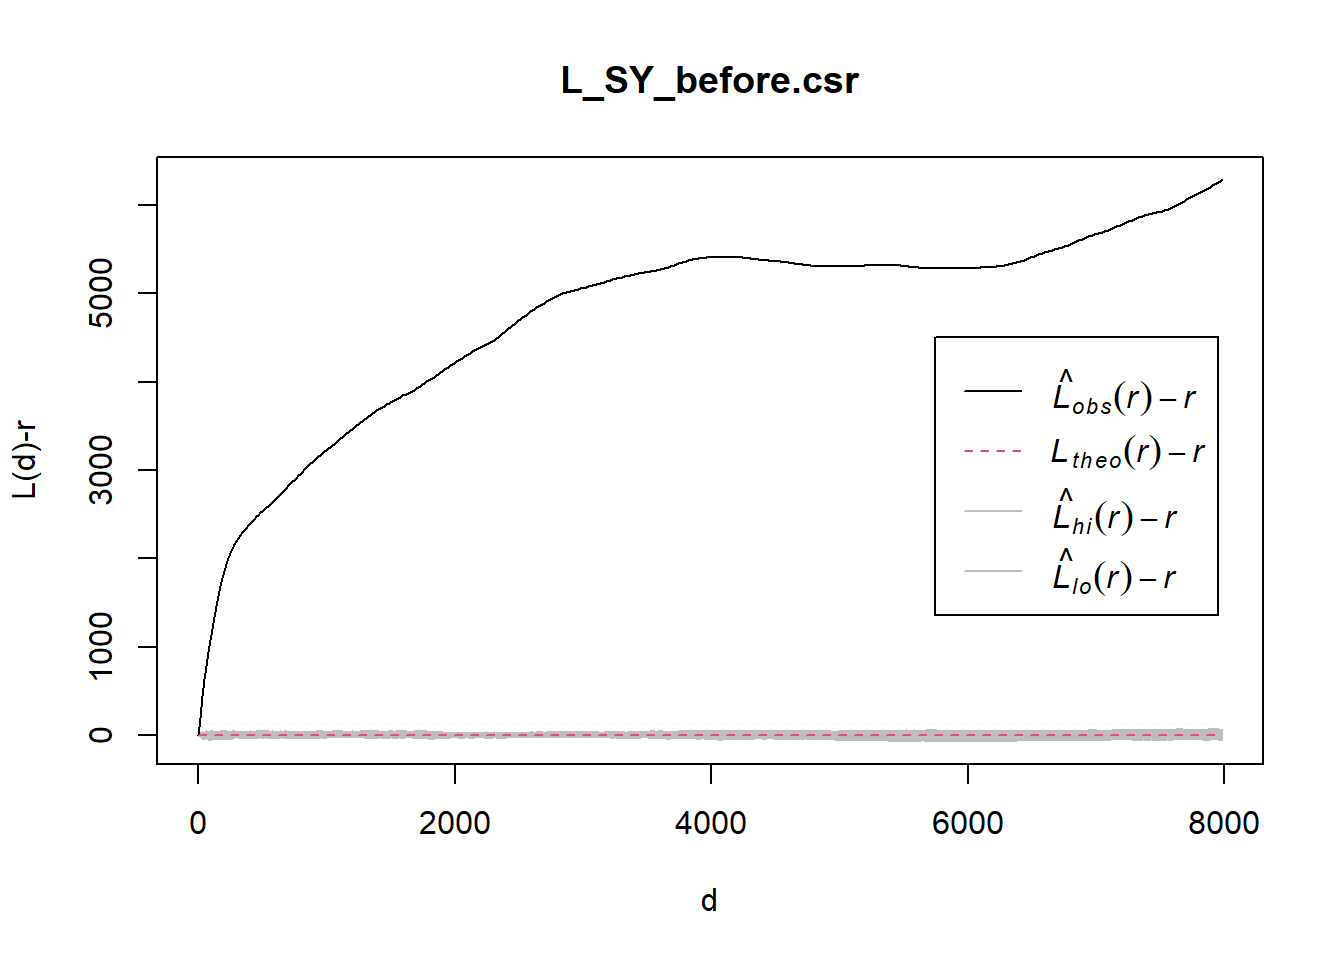 L_SY_before.csr
L(d)-r
5000
3000
1000
0
L̂obs(r) − r
Ltheo(r) − r
L̂hi(r) − r
L̂lo(r) − r
0 2000 4000 6000 8000
d